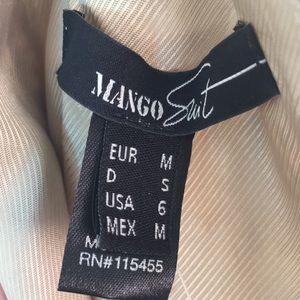 MANGO Suit
EUR M
D S
USA 6
MEX M
M
RN#115455